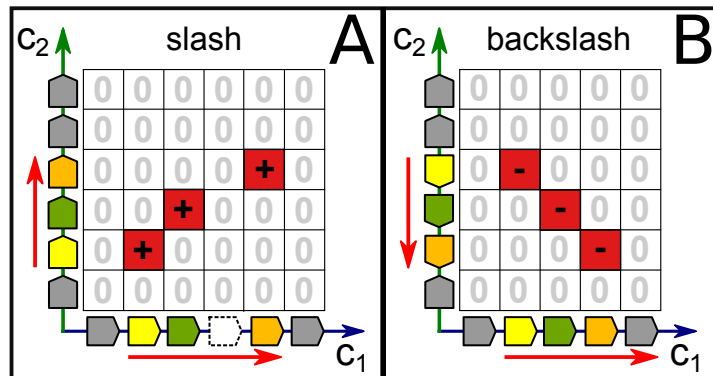 c2 slash A
0 0 0 0 0 0
0 0 0 0 0 0
0 0 0 0 + 0
0 0 + 0 0 0
0 + 0 0 0 0
0 0 0 0 0 0
c1
c2 backslash B
0 0 0 0 0
0 0 0 0 0
0 - 0 0 0
0 0 - 0 0
0 0 0 - 0
0 0 0 0 0
c1